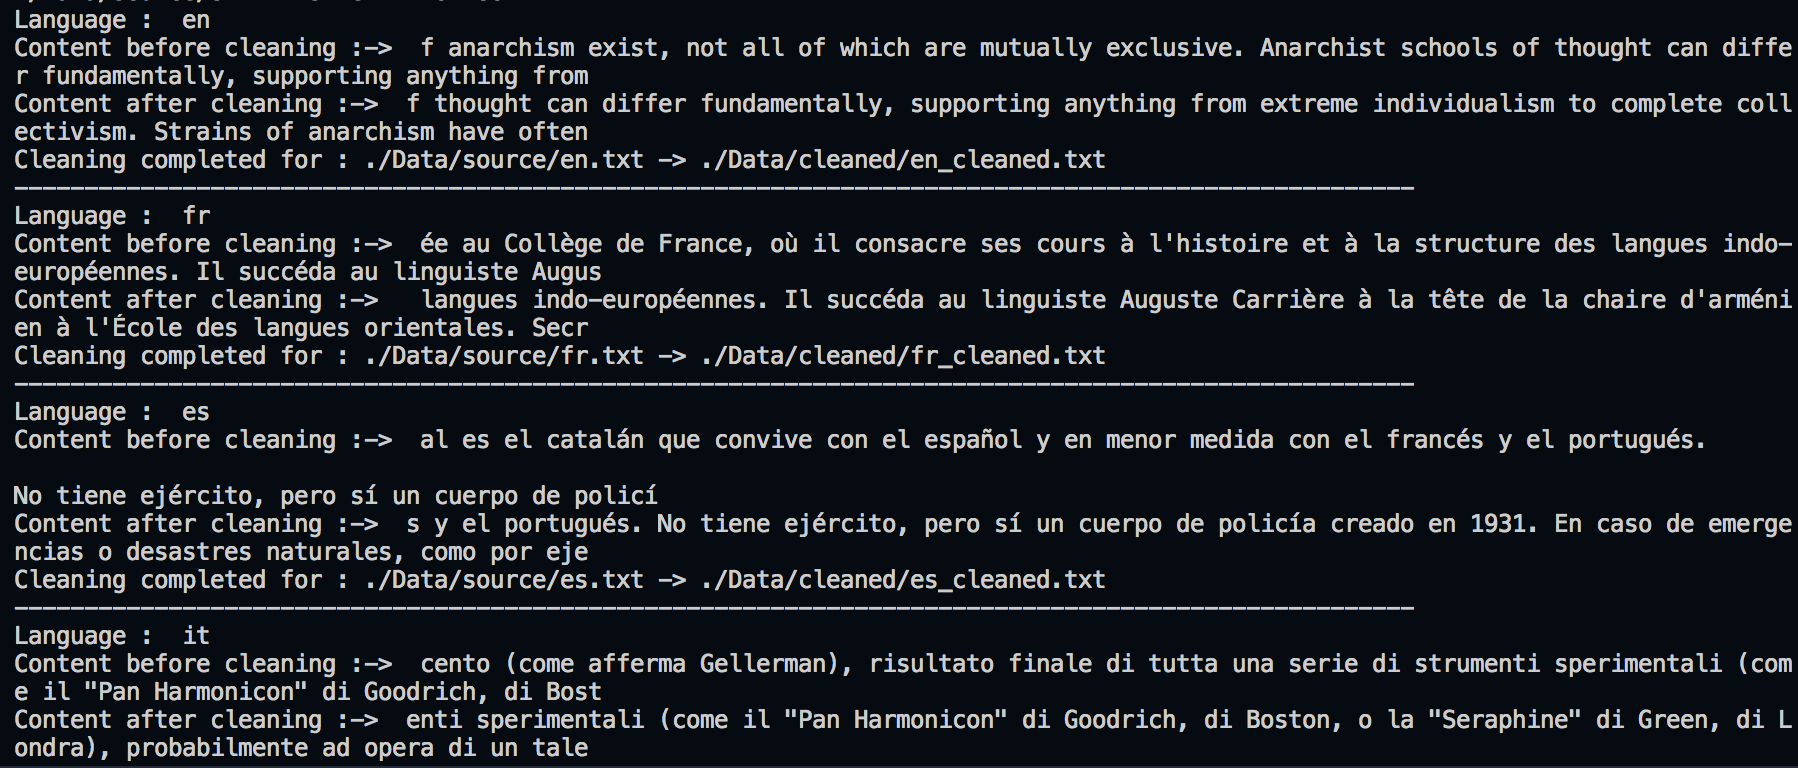 Language :  en
Content before cleaning :->  f anarchism exist, not all of which are mutually exclusive. Anarchist schools of thought can diffe
r fundamentally, supporting anything from
Content after cleaning :->  f thought can differ fundamentally, supporting anything from extreme individualism to complete coll
ectivism. Strains of anarchism have often
Cleaning completed for : ./Data/source/en.txt -> ./Data/cleaned/en_cleaned.txt
----------------------------------------------------------------------------------------------------
Language :  fr
Content before cleaning :->  ée au Collège de France, où il consacre ses cours à l'histoire et à la structure des langues indo-
européennes. Il succéda au linguiste Augus
Content after cleaning :->   langues indo-européennes. Il succéda au linguiste Auguste Carrière à la tête de la chaire d'arméni
en à l'École des langues orientales. Secr
Cleaning completed for : ./Data/source/fr.txt -> ./Data/cleaned/fr_cleaned.txt
----------------------------------------------------------------------------------------------------
Language :  es
Content before cleaning :->  al es el catalán que convive con el español y en menor medida con el francés y el portugués.

No tiene ejército, pero sí un cuerpo de policí
Content after cleaning :->  s y el portugués. No tiene ejército, pero sí un cuerpo de policía creado en 1931. En caso de emerge
ncias o desastres naturales, como por eje
Cleaning completed for : ./Data/source/es.txt -> ./Data/cleaned/es_cleaned.txt
----------------------------------------------------------------------------------------------------
Language :  it
Content before cleaning :->  cento (come afferma Gellerman), risultato finale di tutta una serie di strumenti sperimentali (com
e il "Pan Harmonicon" di Goodrich, di Bost
Content after cleaning :->  enti sperimentali (come il "Pan Harmonicon" di Goodrich, di Boston, o la "Seraphine" di Green, di L
ondra), probabilmente ad opera di un tale